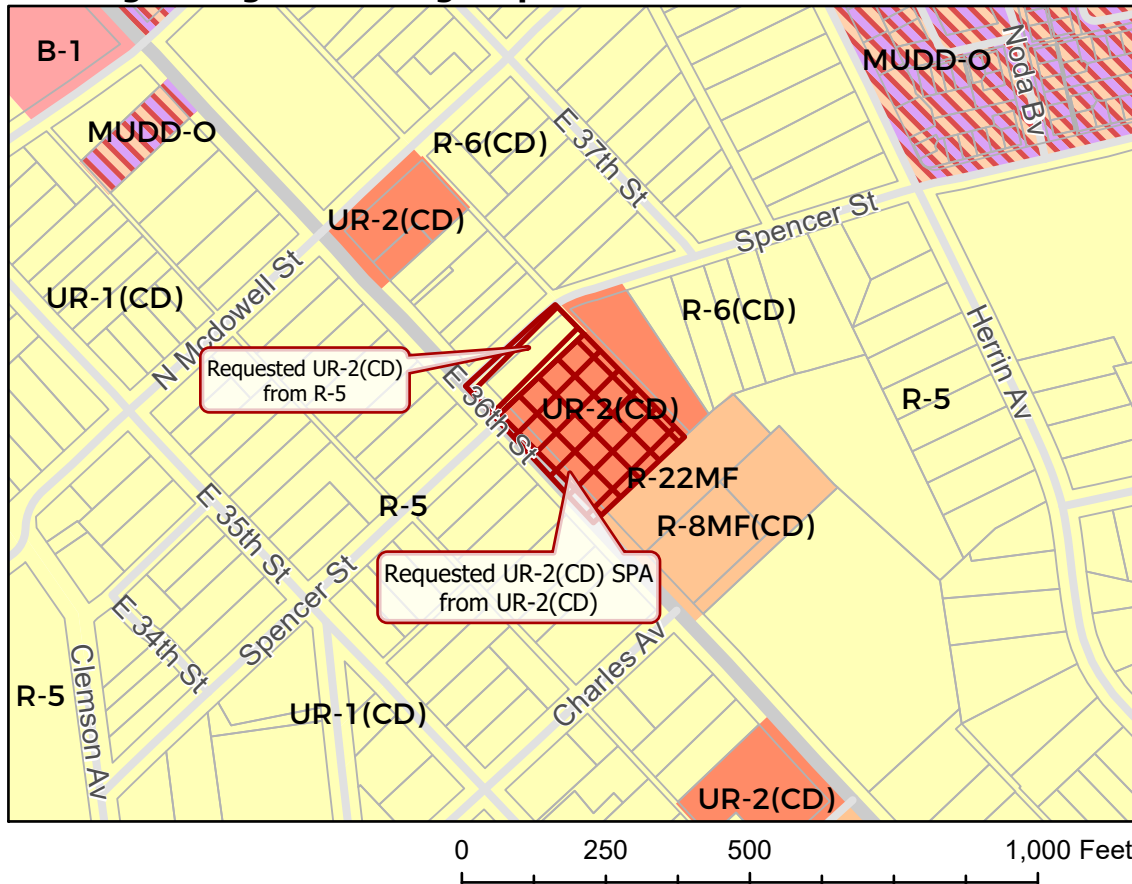 B-1
MUDD-O
Noda Bv
MUDD-O
R-6(CD)
E 37th St
UR-2(CD)
Spencer St
UR-1(CD)
N Mcdowell St
R-6(CD)
Herrin Av
Requested UR-2(CD)
from R-5
E 36th St
UR-2(CD)
R-5
R-22MF
R-5
R-8MF(CD)
E 35th St
Requested UR-2(CD) SPA
from UR-2(CD)
E 34th St
Spencer St
Charles Av
Clemson Av
R-5
UR-1(CD)
UR-2(CD)
0 250 500 1,000 Feet